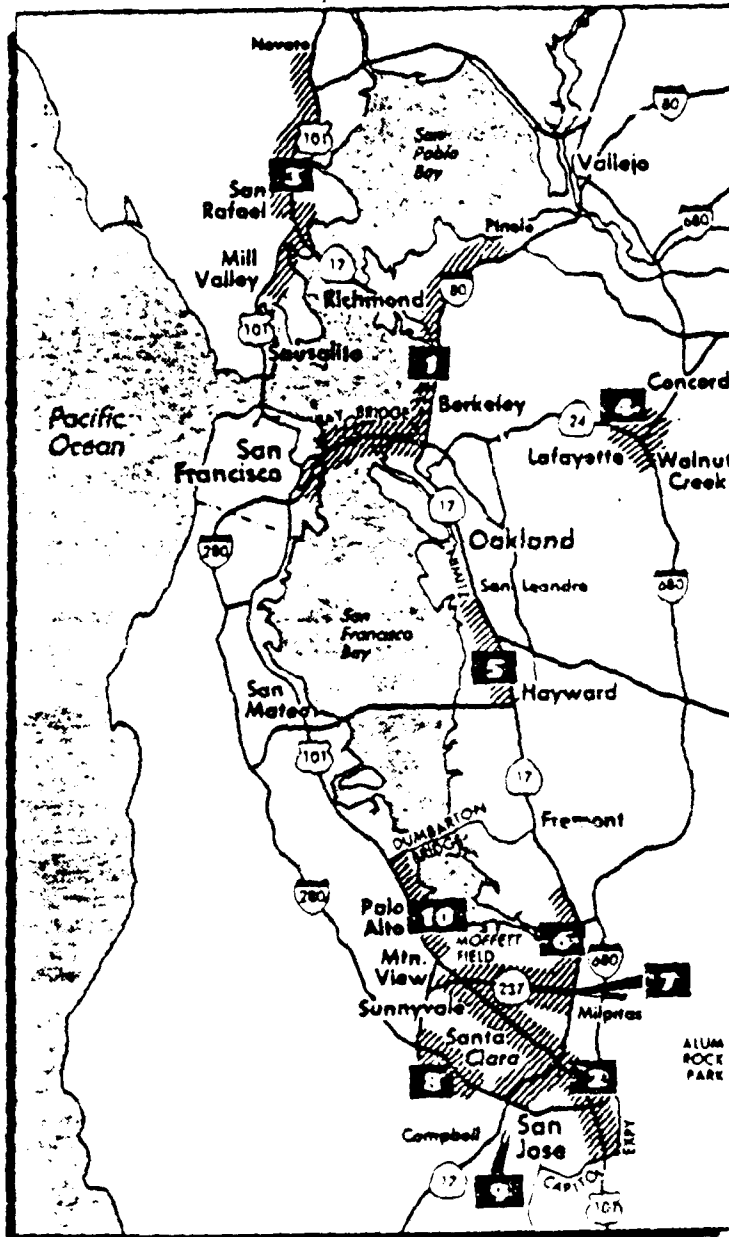 Novato
80
101
San
Pablo
Bay
Vallejo
3
San
Rafael
680
Pinole
Mill
Valley
17
Richmond
80
101
Sausalito
1
Concord
4
Pacific
Ocean
BAY BRIDGE
Berkeley
24
San
Francisco
Lafayette
Walnut
Creek
17
280
Oakland
NIMITZ
San Leandro
680
San
Francisco
Bay
5
San
Mateo
Hayward
101
17
DUMBARTON
BRIDGE
Fremont
280
Palo
Alto
10
MOFFETT
FIELD
6
Mtn.
View
680
7
237
Sunnyvale
Milpitas
Santa
Clara
ALUM
ROCK
PARK
8
2
San
Jose
Campbell
EXPY
17
9
CAPITOL
101